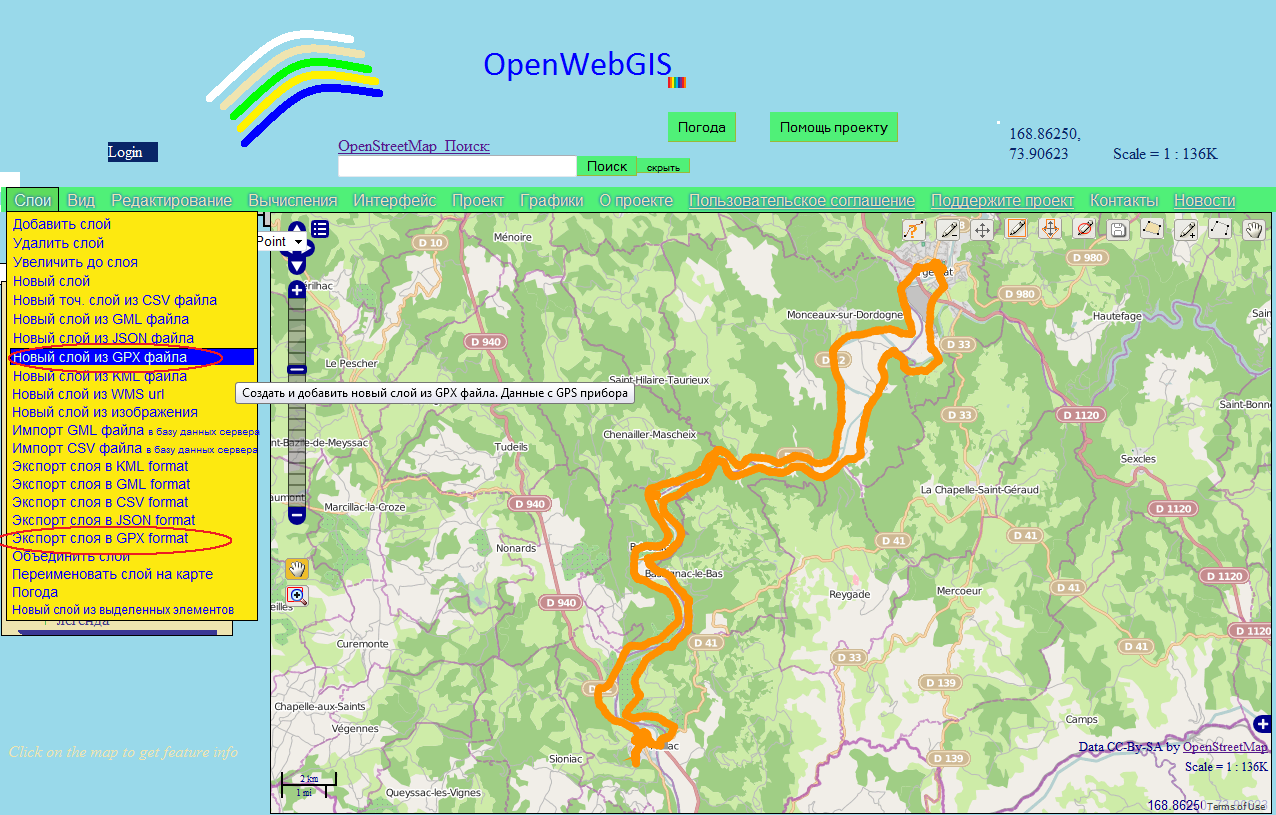 OpenWebGIS
Погода
Помощь проекту
168.86250,
73.90623
Scale = 1 : 136K
Login
OpenStreetMap Поиск:
Поиск
скрыть
Слои Вид Редактирование Вычисления Интерфейс Проект Графики О проекте Пользовательское соглашение Поддержите проект Контакты Новости
Добавить слой
Удалить слой
Увеличить до слоя
Новый слой
Новый точ. слой из CSV файла
Новый слой из GML файла
Новый слой из JSON файла
Новый слой из GPX файла
Новый слой из KML файла
Новый слой из WMS url
Новый слой из изображения
Импорт GML файла в базу данных сервера
Импорт CSV файла в базу данных сервера
Экспорт слоя в KML format
Экспорт слоя в GML format
Экспорт слоя в CSV format
Экспорт слоя в JSON format
Экспорт слоя в GPX format
Объединить слои
Переименовать слой на карте
Погода
Новый слой из выделенных элементов
Легенда
Click on the map to get feature info
Point
Создать и добавить новый слой из GPX файла. Данные с GPS прибора
D 10
Ménoire
D 980
D 980
Monceaux-sur-Dordogne
Hautefage
D 940
D 33
Le Pescher
Saint-Hilaire-Taurieux
Saint-Bonne
D 33
D 1120
Chenailler-Mascheix
nt-Bazile-de-Meyssac
Tudeils
Sexcles
La Chapelle-Saint-Géraud
aumont
Marcillac-la-Croze
D 940
D 1120
D 41
D 41
Nonards
D 1120
D 41
Mercoeur
Reygade
D 940
eilles
Curemonte
D 41
D 1120
D 41
D 33
D 139
Chapelle-aux-Saints
Végennes
Camps
Sioniac
D 139
Queyssac-les-Vignes
2 km
1 mi
Data CC-By-SA by OpenStreetMap
Scale = 1 : 136K
168.86250
Terms of Use